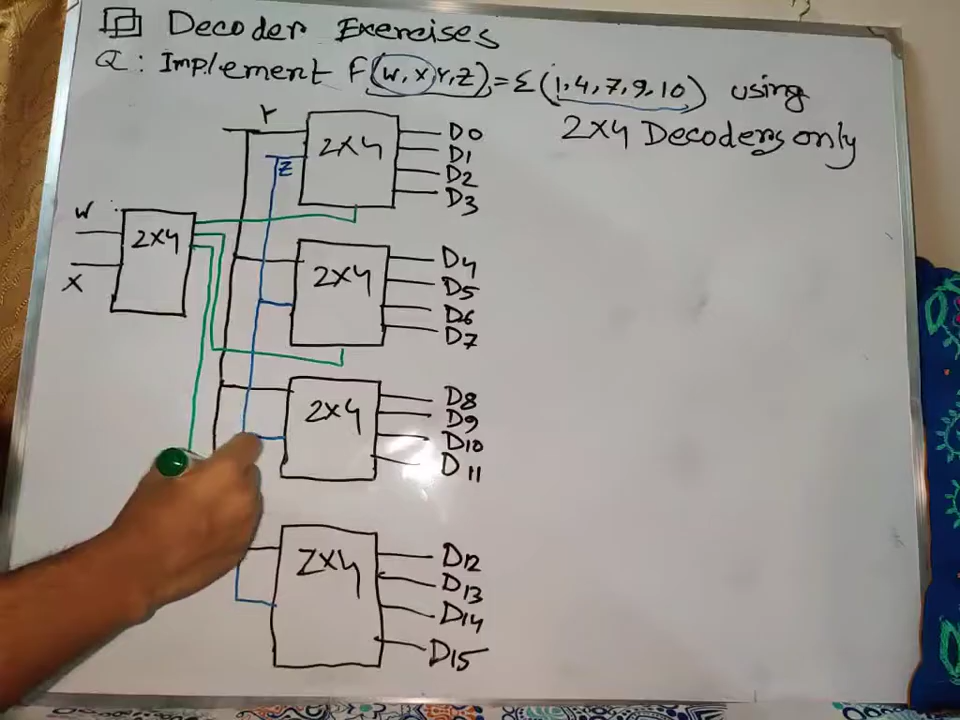 Decoder Exercises
Q: Implement F(W,X,Y,Z)=Σ(1,4,7,9,10) using
2X4 Decoders only
Y
Z
2X4
D0
D1
D2
D3
W
X
2X4
2X4
D4
D5
D6
D7
2X4
D8
D9
D10
D11
2X4
D12
D13
D14
D15